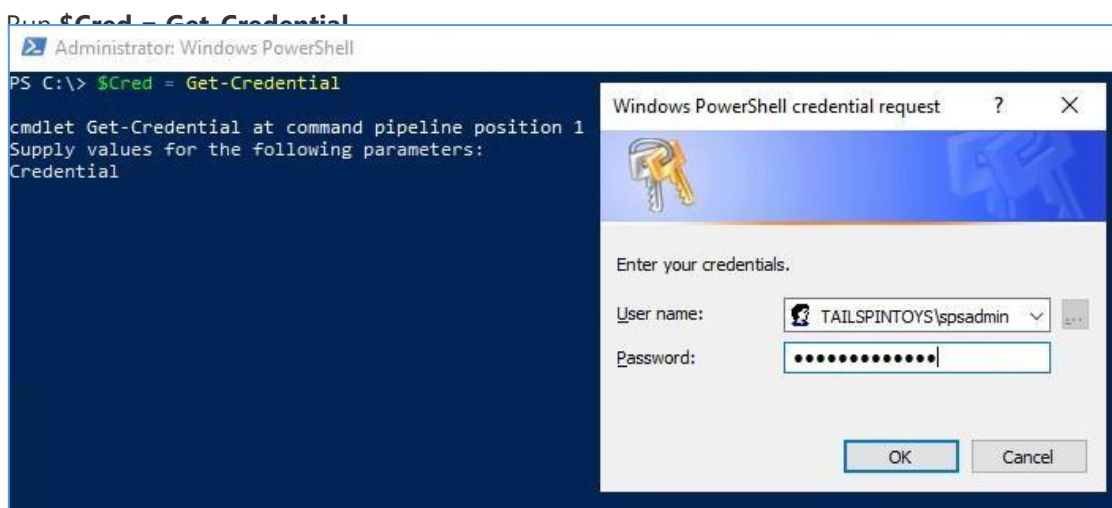 Run $Cred = Get-Credential
Administrator: Windows PowerShell
PS C:\> $Cred = Get-Credential
cmdlet Get-Credential at command pipeline position 1
Supply values for the following parameters:
Credential
Windows PowerShell credential request ? X
Enter your credentials.
User name: TAILSPINTOYS\spsadmin ...
Password: ●●●●●●●●●●●●●
OK Cancel